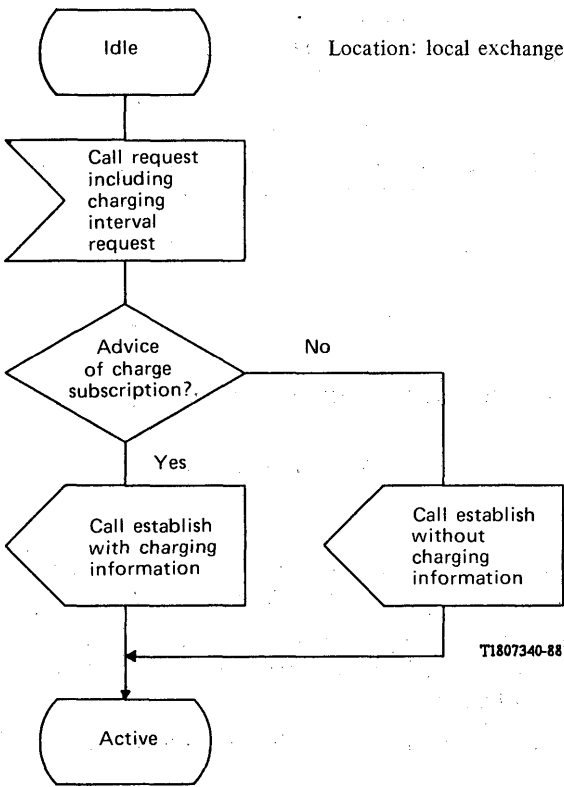 Idle
Location: local exchange
Call request
including
charging
interval
request
Advice
of charge
subscription?
No
Yes
Call establish
with charging
information
Call establish
without
charging
information
T1807340-88
Active